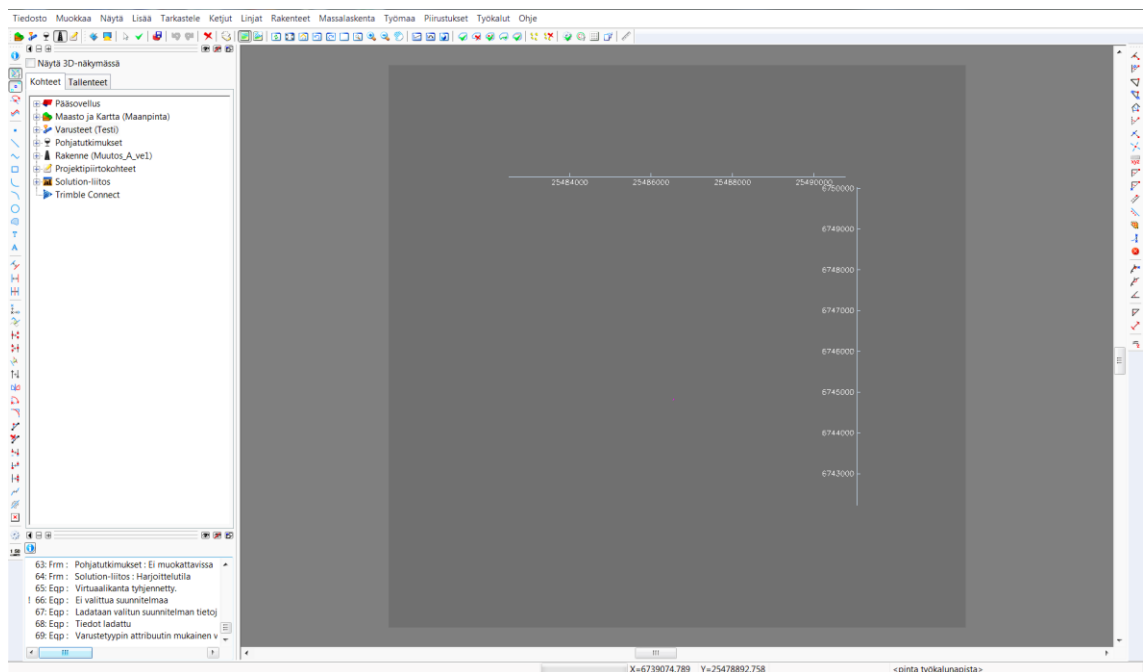 Tiedosto Muokkaa Näytä Lisää Tarkastele Ketjut Linjat Rakenteet Massalaskenta Työmaa Piirustukset Työkalut Ohje
Näytä 3D-näkymässä
Kohteet Tallenteet
Pääsovellus
Maasto ja Kartta (Maanpinta)
Varusteet (Testi)
Pohjatutkimukset
Rakenne (Muutos_A_ve1)
Projektipiirtokohteet
Solution-liitos
Trimble Connect
25484000 25486000 25488000 25490000
6750000
6749000
6748000
6747000
6746000
6745000
6744000
6743000
63: Frm : Pohjatutkimukset : Ei muokattavissa
64: Frm : Solution-liitos : Harjoittelutila
65: Eqp : Virtuaalikanta tyhjennetty.
! 66: Eqp : Ei valittua suunnitelmaa
67: Eqp : Ladataan valitun suunnitelman tietoj
68: Eqp : Tiedot ladattu
69: Eqp : Varustetyypin attribuutin mukainen v
X=6739074.789 Y=25478892.758 <pinta työkalunapista>